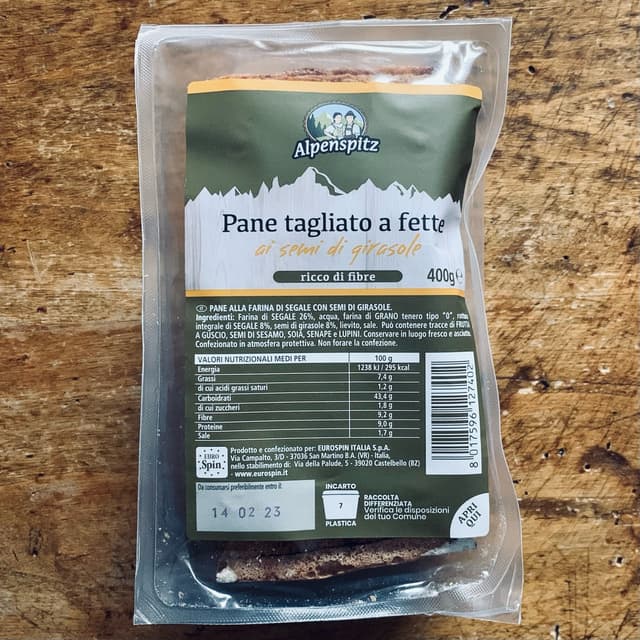 Alpenspitz
Pane tagliato a fette
ai semi di girasole
ricco di fibre
400g e
PANE ALLA FARINA DI SEGALE CON SEMI DI GIRASOLE.
Ingredienti: Farina di SEGALE 26%, acqua, farina di GRANO tenero tipo "0",
integrale di SEGALE 8%, semi di girasole 8%, lievito, sale. Può contenere tracce di FRUTTA
A GUSCIO, SEMI DI SESAMO, SOIA, SENAPE e LUPINI. Conservare in luogo fresco e asciutto.
Confezionato in atmosfera protettiva. Non forare la confezione.
VALORI NUTRIZIONALI MEDI PER 100 g
Energia 1238 kJ / 295 kcal
Grassi 7,4 g
di cui acidi grassi saturi 1,2 g
Carboidrati 43,4 g
di cui zuccheri 1,8 g
Fibre 9,2 g
Proteine 9,0 g
Sale 1,7 g
EURO
Spin
Prodotto e confezionato per: EUROSPIN ITALIA S.p.A.
Via Campalto, 3/D - 37036 San Martino B.A. (VR) - Italia,
nello stabilimento di: Via della Palude, 5 - 39020 Castelbello (BZ)
- www.eurospin.it
Da consumarsi preferibilmente entro il:
14 02 23
INCARTO
7
PLASTICA
RACCOLTA
DIFFERENZIATA
Verifica le disposizioni
del tuo Comune
8 017596 127402
APRI
QUI